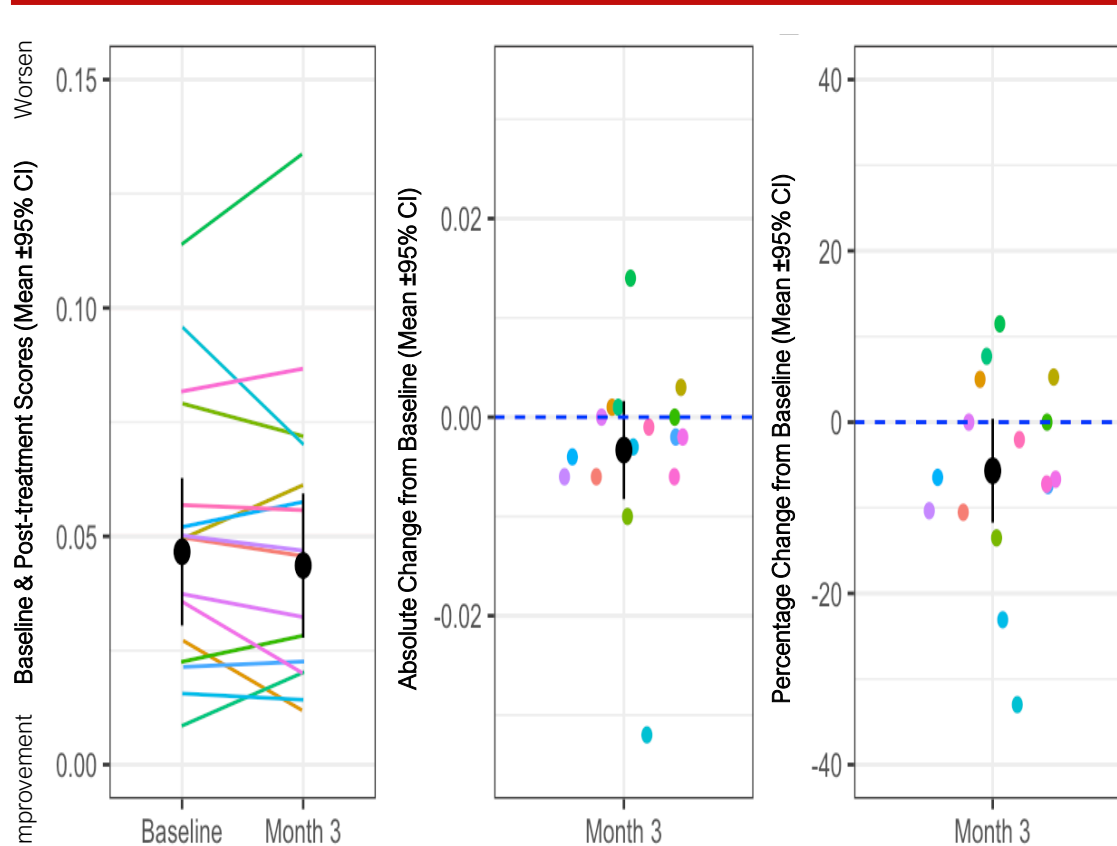 Worsen
Baseline & Post-treatment Scores (Mean ±95% CI)
mprovement
0.15
0.10
0.05
0.00
Baseline
Month 3
Absolute Change from Baseline (Mean ±95% CI)
0.02
0.00
-0.02
Month 3
Percentage Change from Baseline (Mean ±95% CI)
40
20
0
-20
-40
Month 3